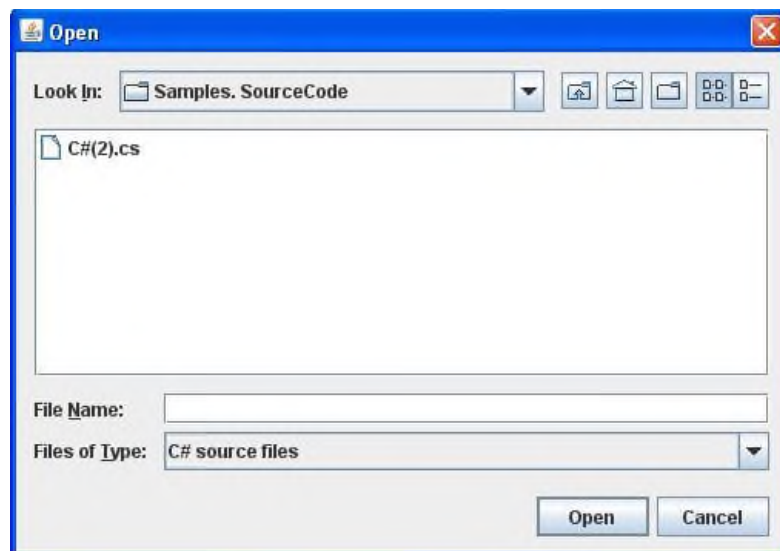 Open
Look In: Samples. SourceCode
C#(2).cs
File Name:
Files of Type: C# source files
Open Cancel